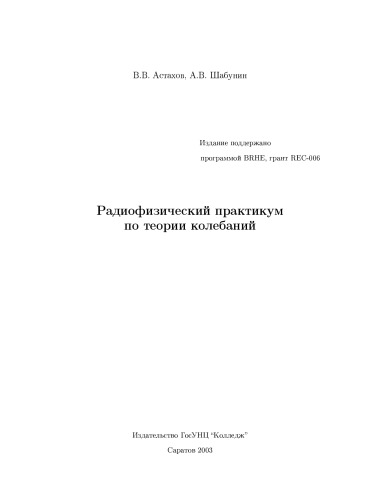 В.В. Астахов, А.В. Шабунин
Издание поддержано
программой BRHE, грант REC-006
Радиофизический практикум
по теории колебаний
Издательство ГосУНЦ “Колледж”
Саратов 2003